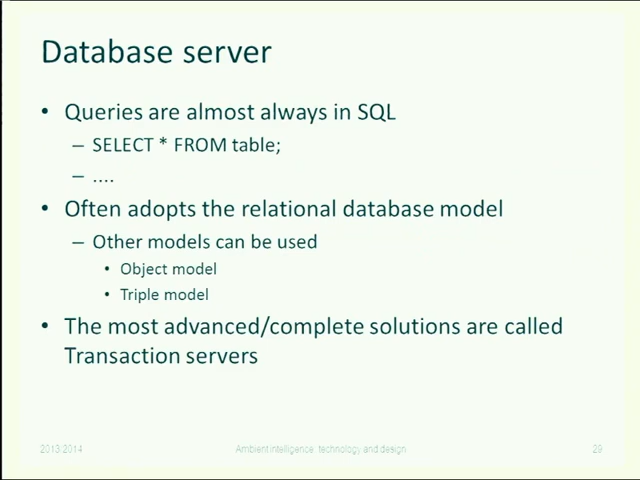 Database server
• Queries are almost always in SQL
– SELECT * FROM table;
– ....
• Often adopts the relational database model
– Other models can be used
• Object model
• Triple model
• The most advanced/complete solutions are called
Transaction servers
2013/2014 Ambient intelligence: technology and design 29